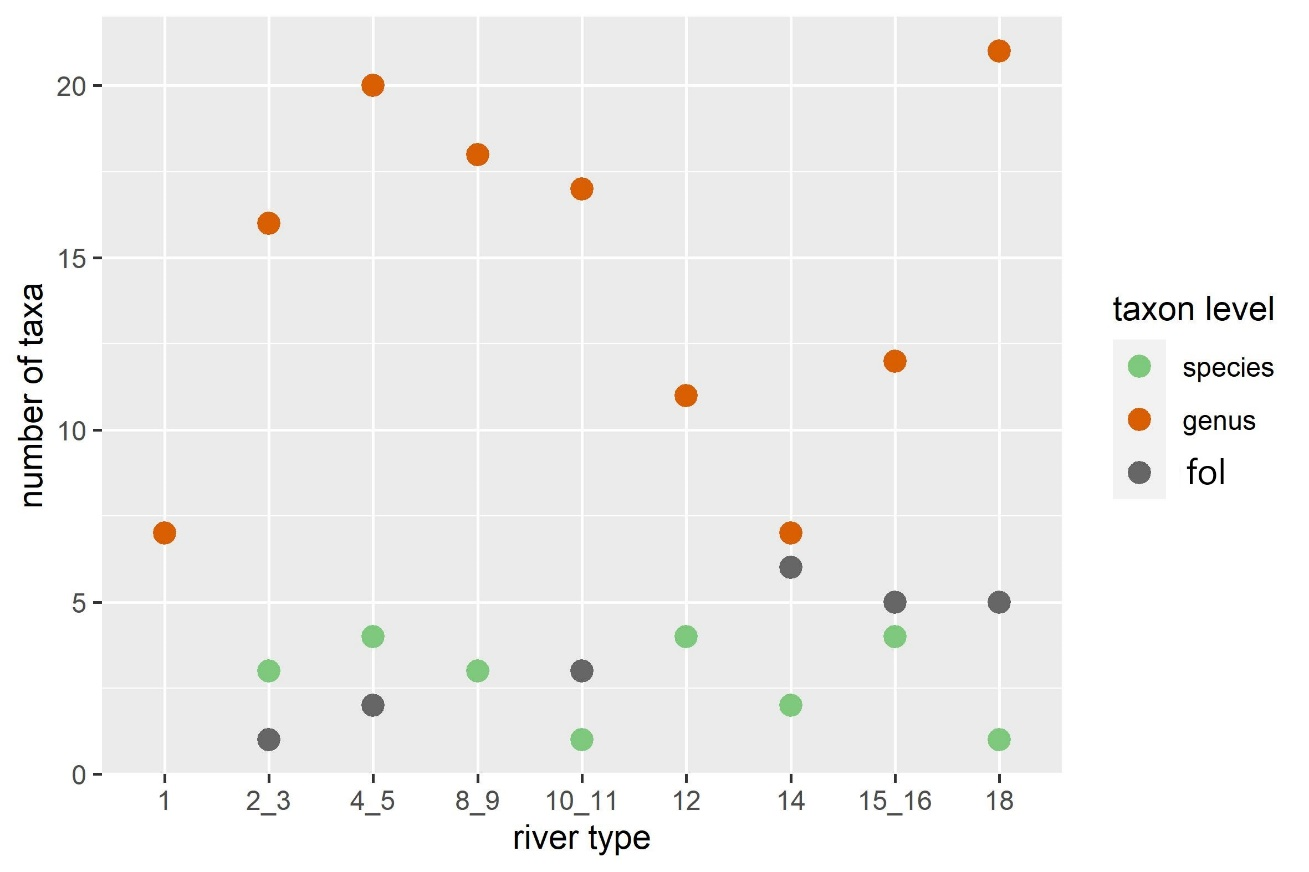 number of taxa
20
15
10
5
0
1 2_3 4_5 8_9 10_11 12 14 15_16 18
river type
taxon level
species
genus
fol